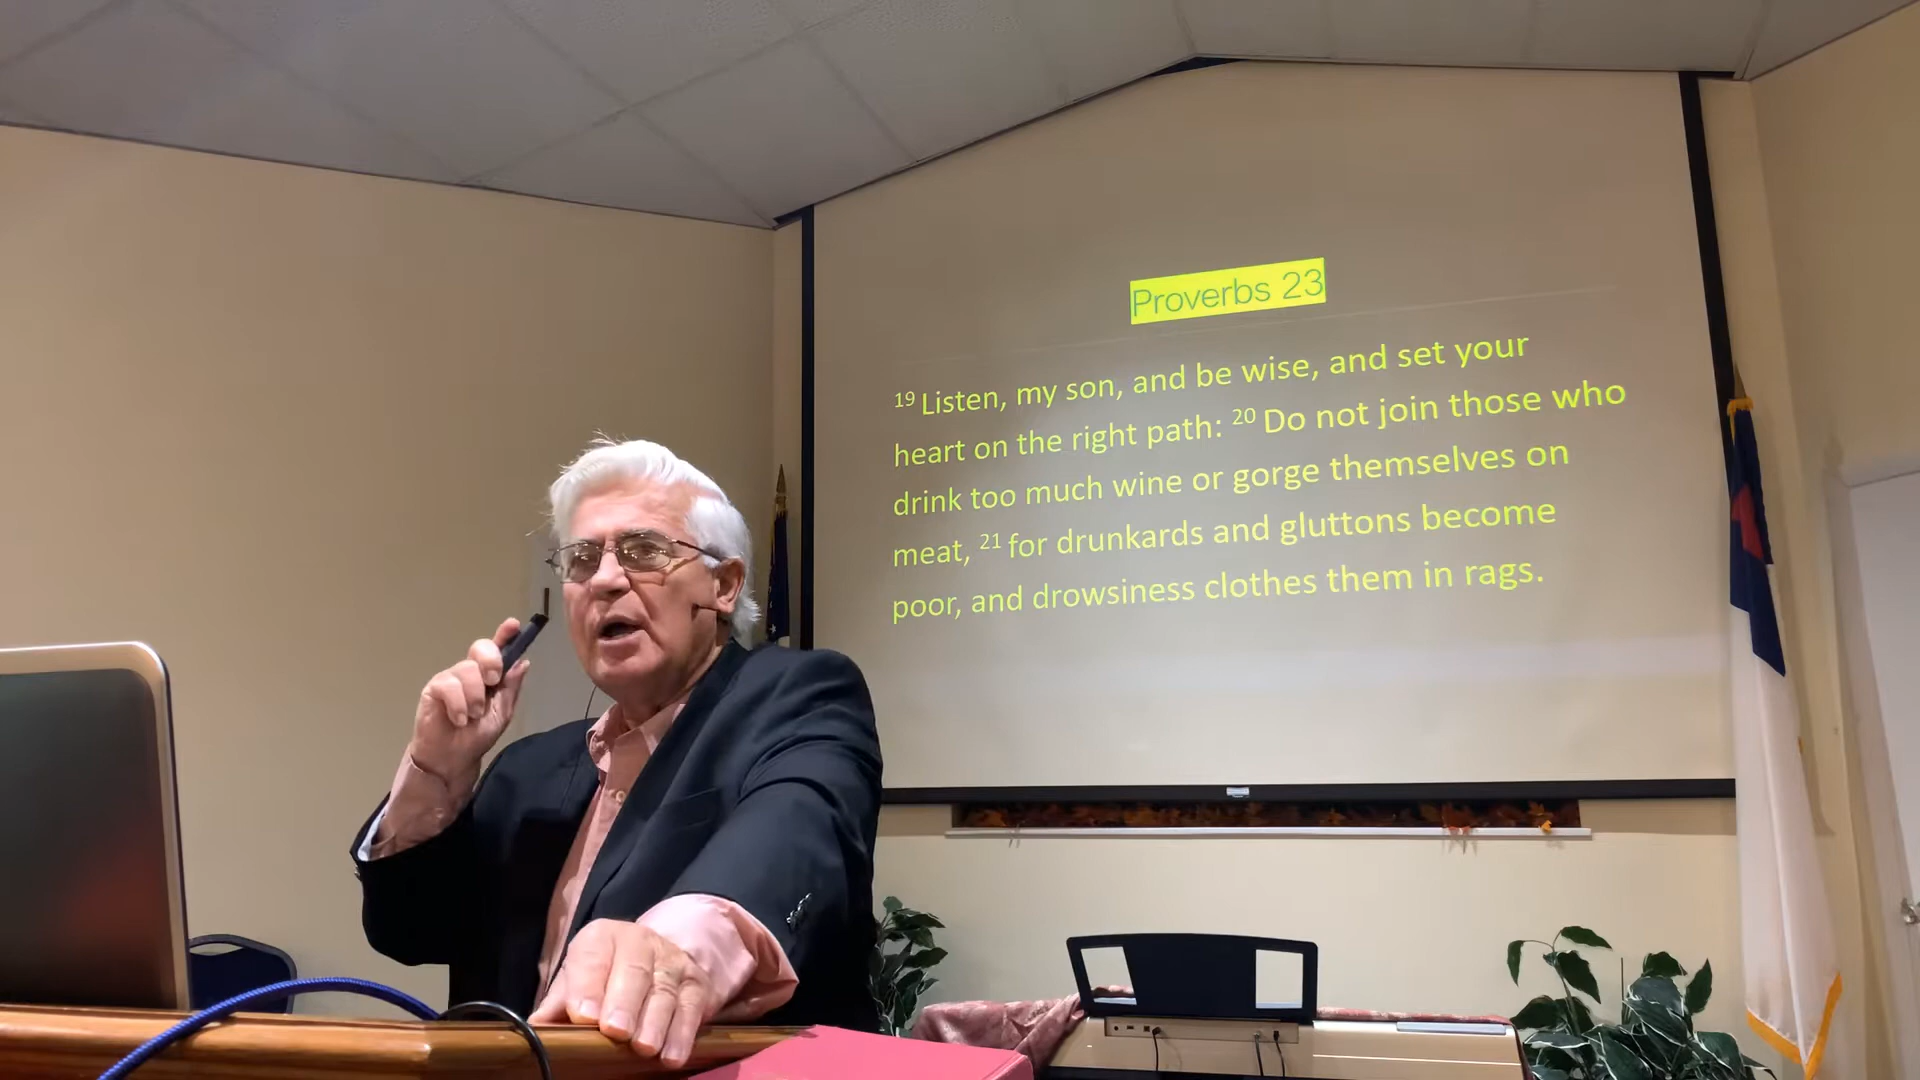 Proverbs 23
19 Listen, my son, and be wise, and set your
heart on the right path: 20 Do not join those who
drink too much wine or gorge themselves on
meat, 21 for drunkards and gluttons become
poor, and drowsiness clothes them in rags.